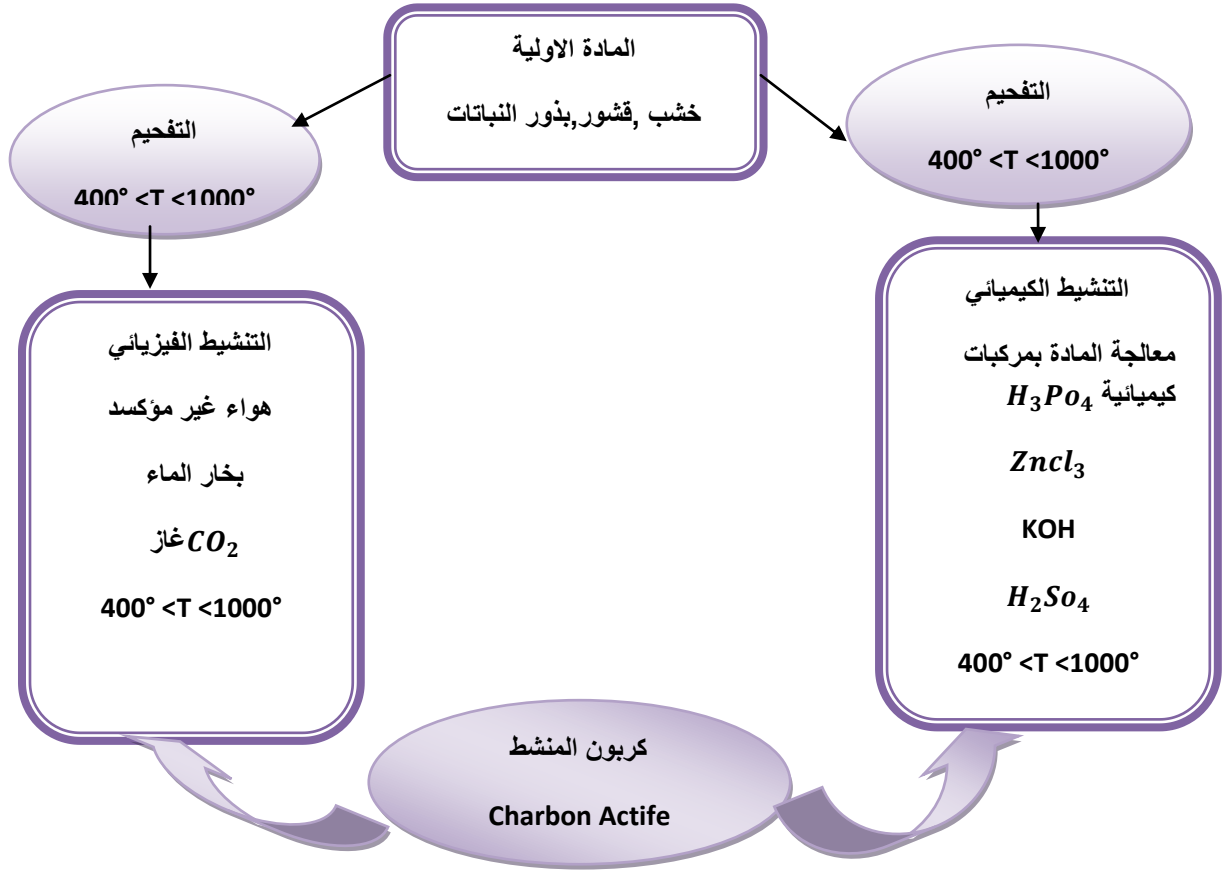 المادة الاولية
خشب ,قشور,بذور النباتات
التفحيم
400° <T <1000°
التفحيم
400° <T <1000°
التنشيط الكيميائي
معالجة المادة بمركبات
كيميائية H₃Po₄
Zncl₃
KOH
H₂So₄
400° <T <1000°
التنشيط الفيزيائي
هواء غير مؤكسد
بخار الماء
غاز CO₂
400° <T <1000°
كربون المنشط
Charbon Actife